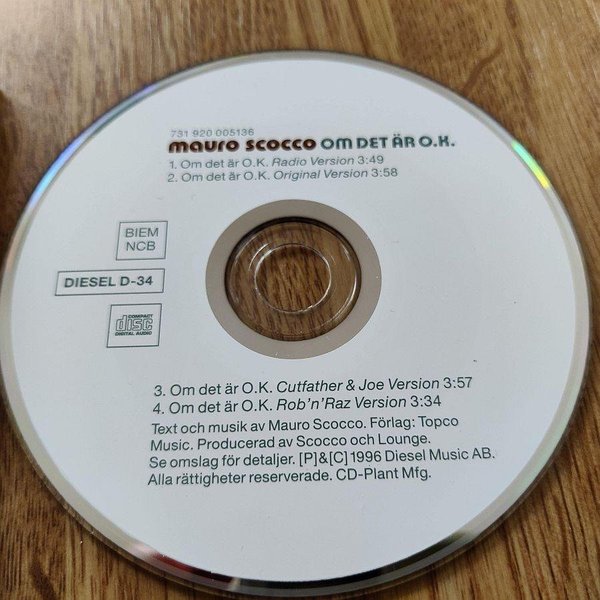 731 920 005136
mauro scocco OM DET ÄR O.K.
1. Om det är O.K. Radio Version 3:49
2. Om det är O.K. Original Version 3:58
BIEM
NCB
DIESEL D-34
COMPACT
disc
DIGITAL AUDIO
3. Om det är O.K. Cutfather & Joe Version 3:57
4. Om det är O.K. Rob'n'Raz Version 3:34
Text och musik av Mauro Scocco. Förlag: Topco
Music. Producerad av Scocco och Lounge.
Se omslag för detaljer. [P]&[C] 1996 Diesel Music AB.
Alla rättigheter reserverade. CD-Plant Mfg.